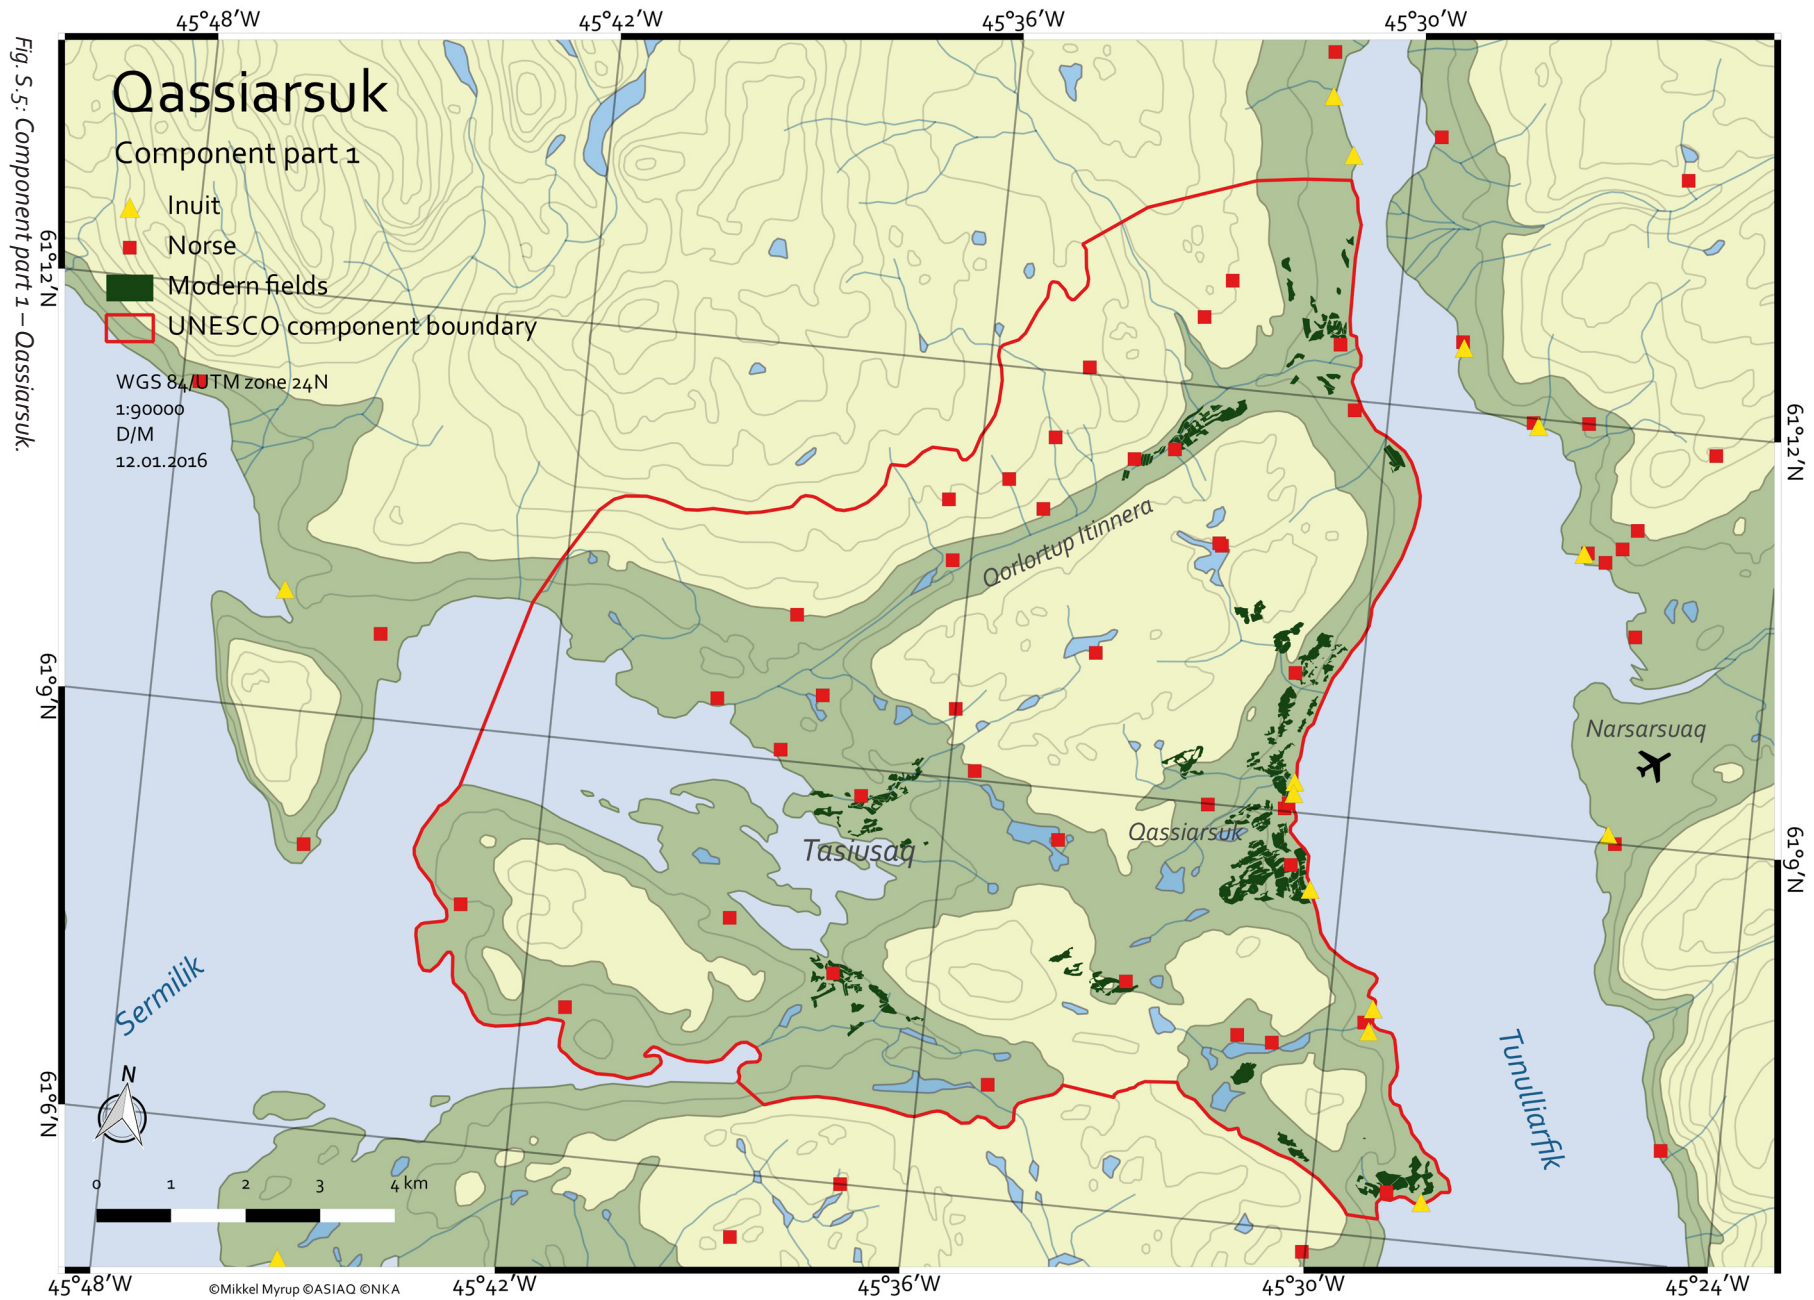 45°48'W 45°42'W 45°36'W 45°30'W
Fig. S.5: Component part 1 – Qassiarsuk.
Qassiarsuk
Component part 1
Inuit
Norse
Modern fields
UNESCO component boundary
WGS 84/UTM zone 24N
1:90000
D/M
12.01.2016
61°12'N
61°12'N
Qorlortup Itinnera
61°9'N
Narsarsuaq
Qassiarsuk
Tasiusaq
61°9'N
Sermilik
Tunulliarfik
61°6'N
N
0 1 2 3 4 km
45°48'W 45°42'W 45°36'W 45°30'W 45°24'W
©Mikkel Myrup ©ASIAQ ©NKA